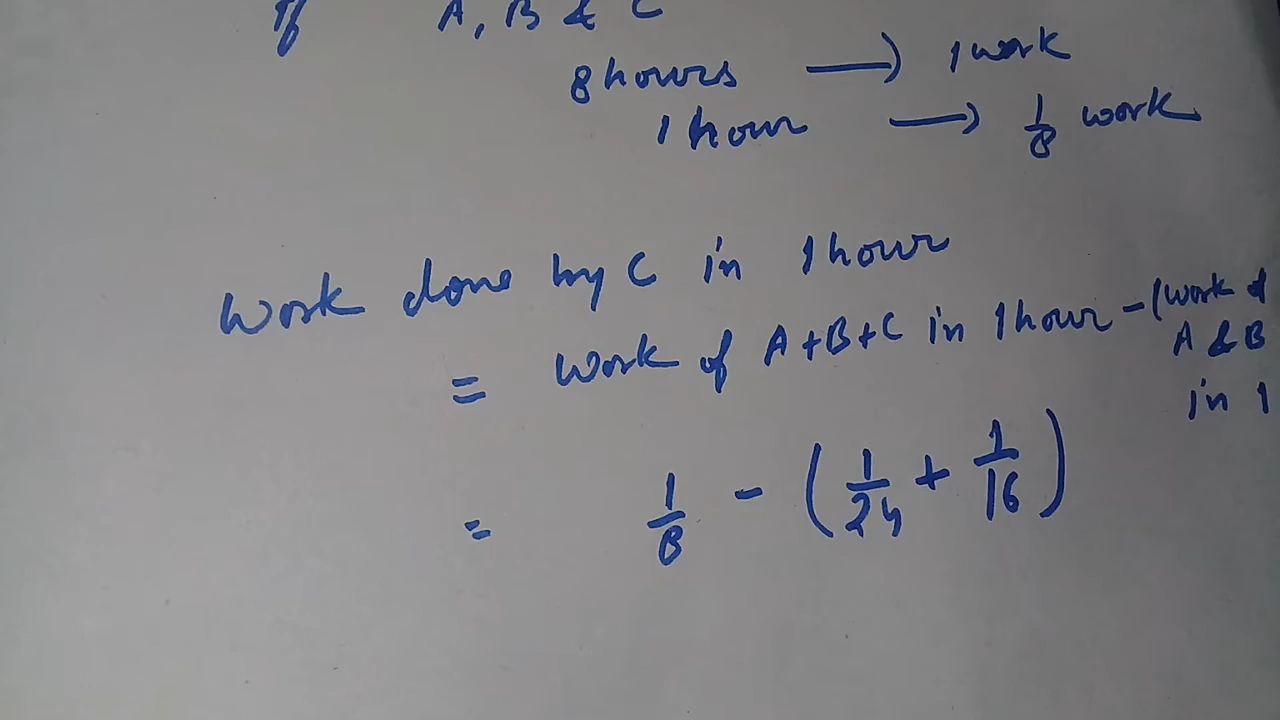 If A, B & C
8 hours → 1 work
1 hour → 1/8 work
Work done by C in 1 hour
= Work of A+B+C in 1 hour - (work of
A & B
in 1
= 1/8 - (1/24 + 1/16)